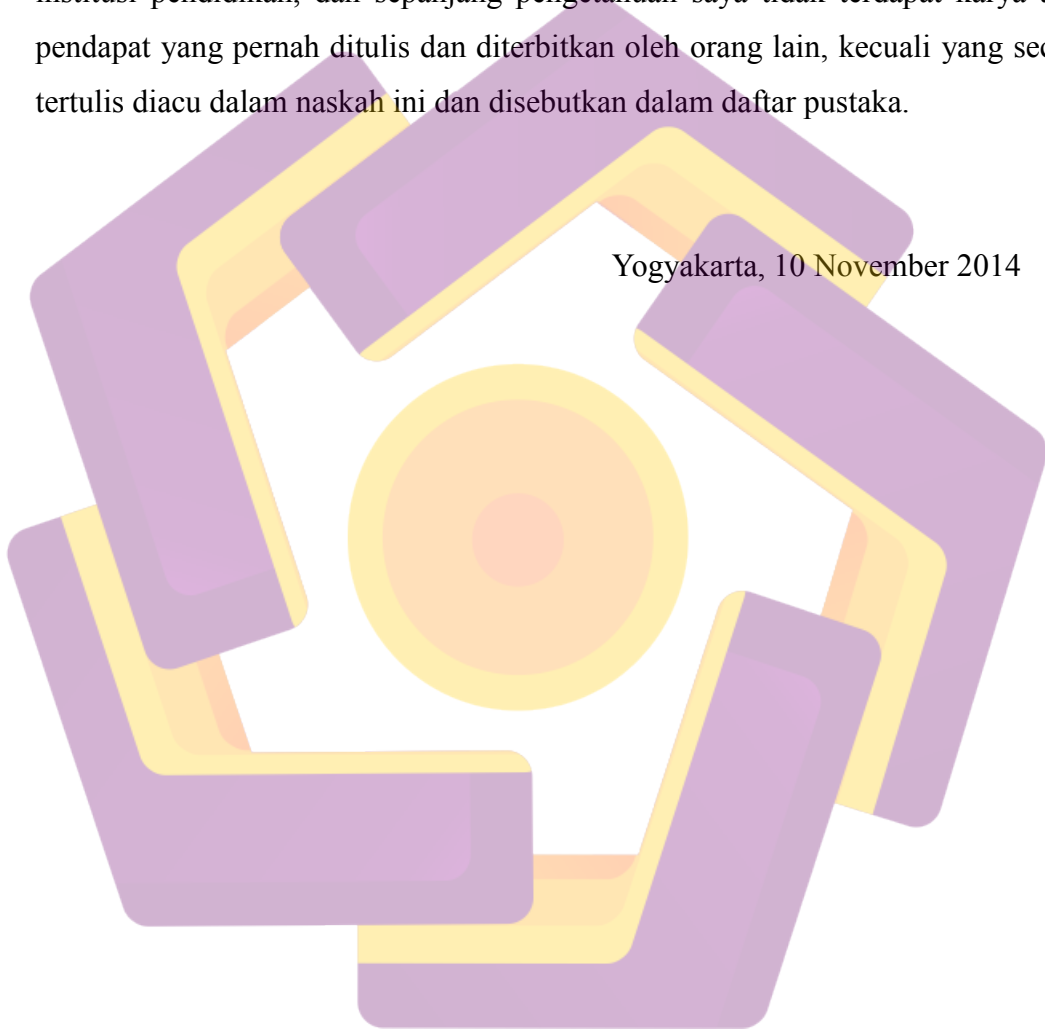 institusi pendidikan, dan sepanjang pengetahuan saya tidak terdapat karya
pendapat yang pernah ditulis dan diterbitkan oleh orang lain, kecuali yang
tertulis diacu dalam naskah ini dan disebutkan dalam daftar pustaka.
Yogyakarta, 10 November 2014